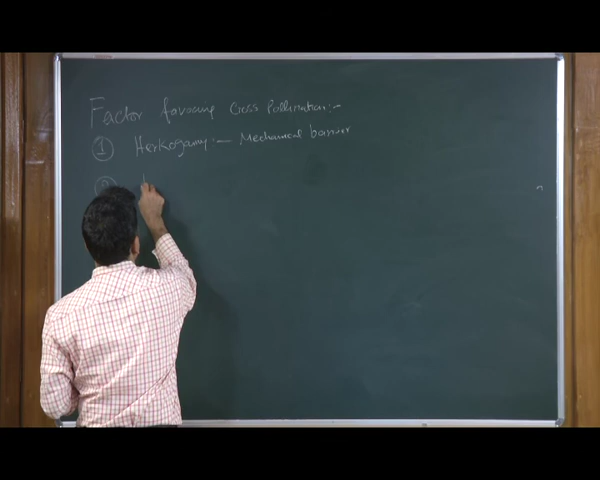 Factor favouring Cross Pollination:-
① Herkogamy:- Mechanical barrier
②